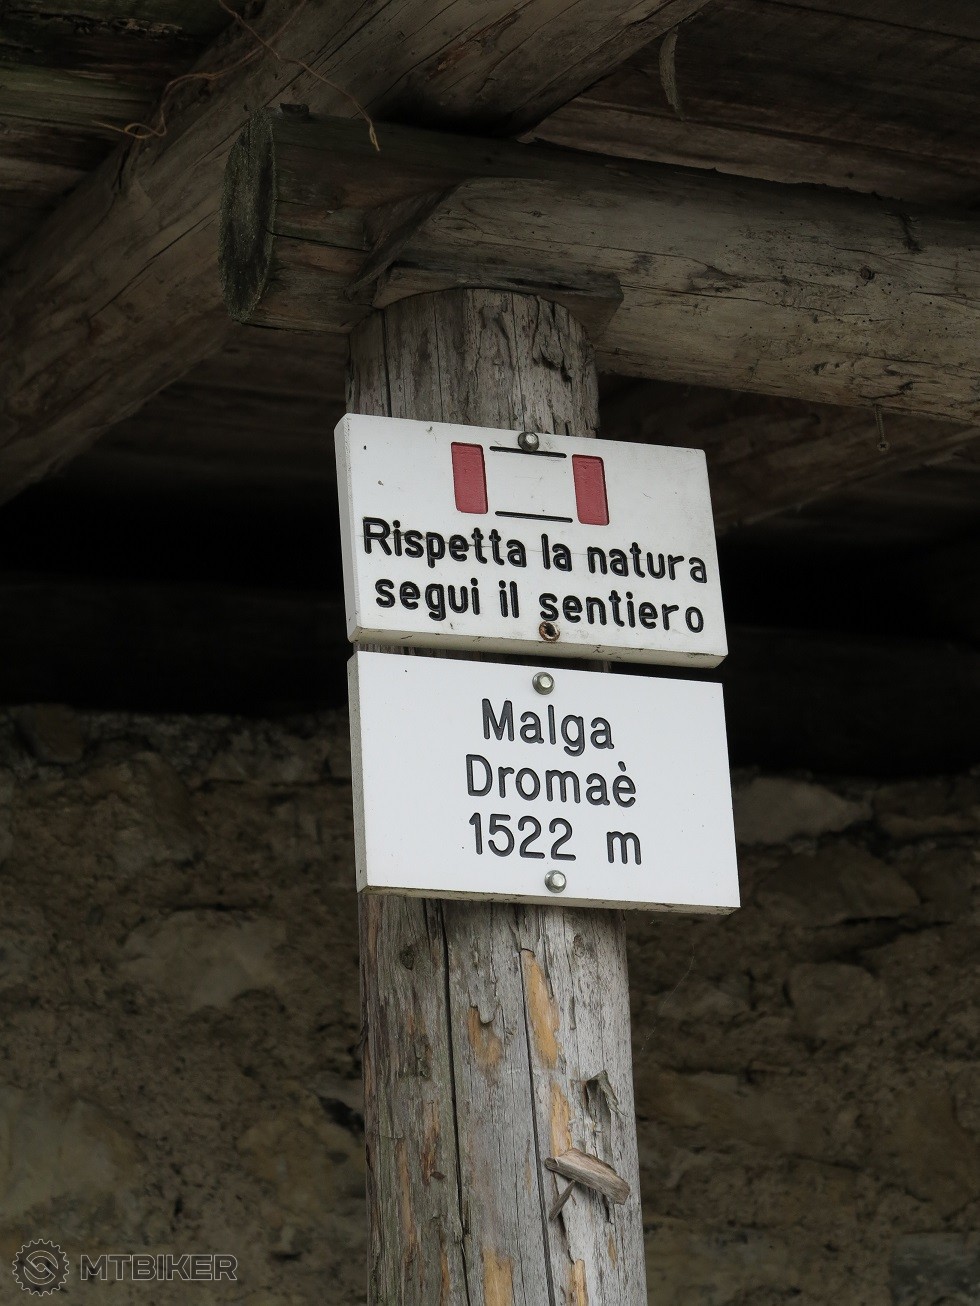 Rispetta la natura
segui il sentiero
Malga
Dromaè
1522 m
MTBIKER